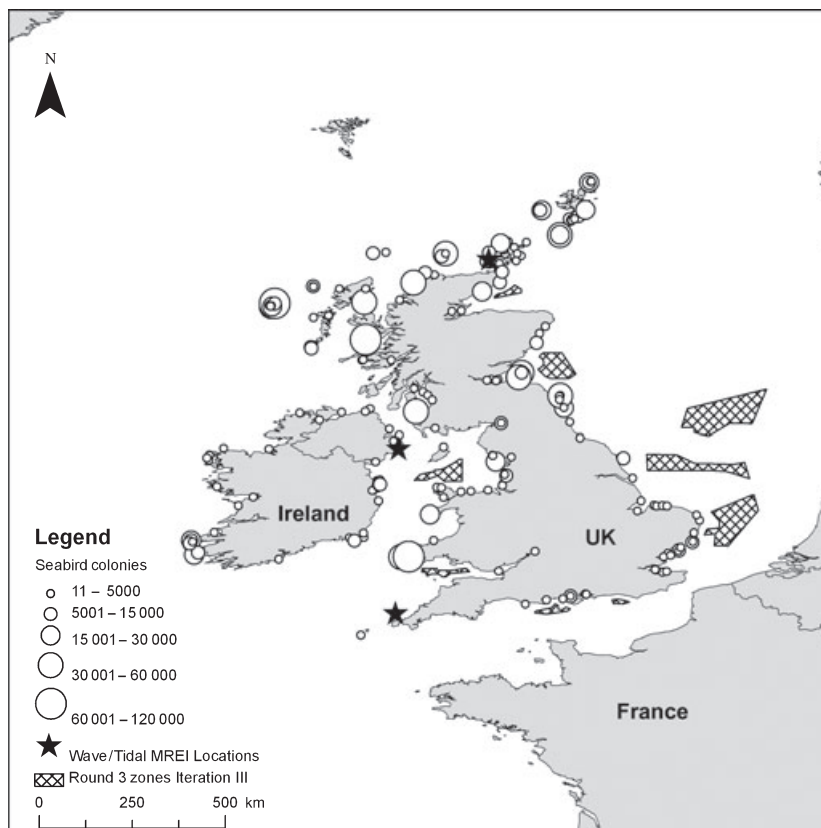 N
Ireland
UK
France
Legend
Seabird colonies
11 – 5000
5001 – 15 000
15 001 – 30 000
30 001 – 60 000
60 001 – 120 000
Wave/Tidal MREI Locations
Round 3 zones Iteration III
0 250 500 km